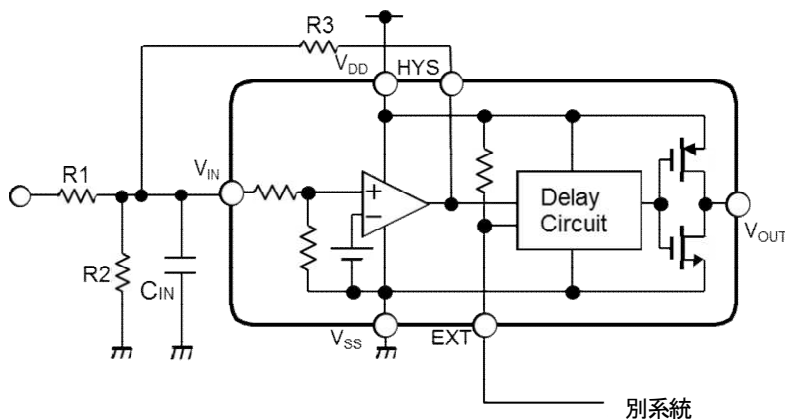 R3
VDD
HYS
R1
VIN
R2
CIN
+
−
Delay
Circuit
VOUT
VSS
EXT
別系統